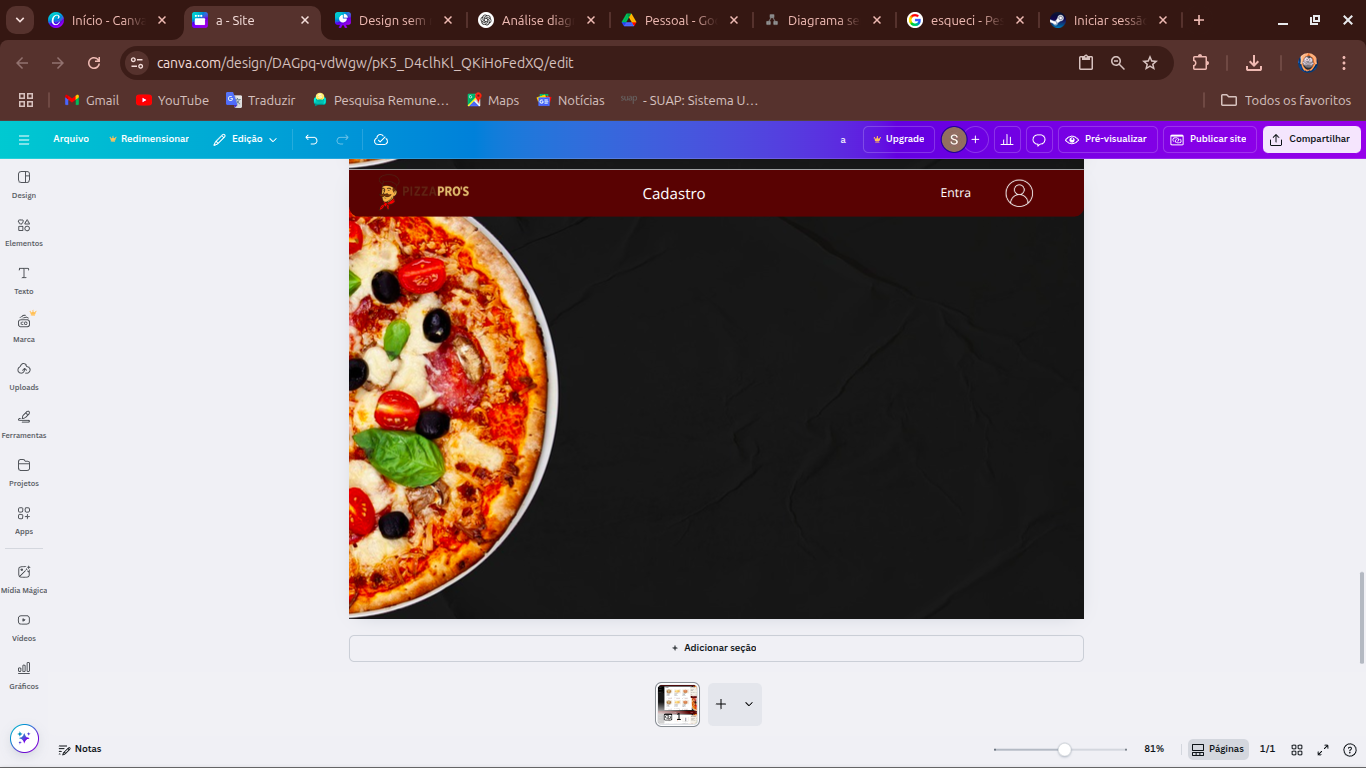 Início - Canva
a - Site
Design sem
Análise diag
Pessoal - Go
Diagrama se
esqueci - Pes
Iniciar sessã
canva.com/design/DAGpq-vdWgw/pK5_D4clhKl_QKiHoFedXQ/edit
Gmail
YouTube
Traduzir
Pesquisa Remune...
Maps
Notícias
suap
- SUAP: Sistema U...
Todos os favoritos
Arquivo
Redimensionar
Edição
a
Upgrade
S
Pré-visualizar
Publicar site
Compartilhar
Design
Elementos
Texto
Marca
Uploads
Ferramentas
Projetos
Apps
Mídia Mágica
Vídeos
Gráficos
PIZZAPRO'S
Cadastro
Entra
+ Adicionar seção
1
Notas
81%
Páginas
1/1